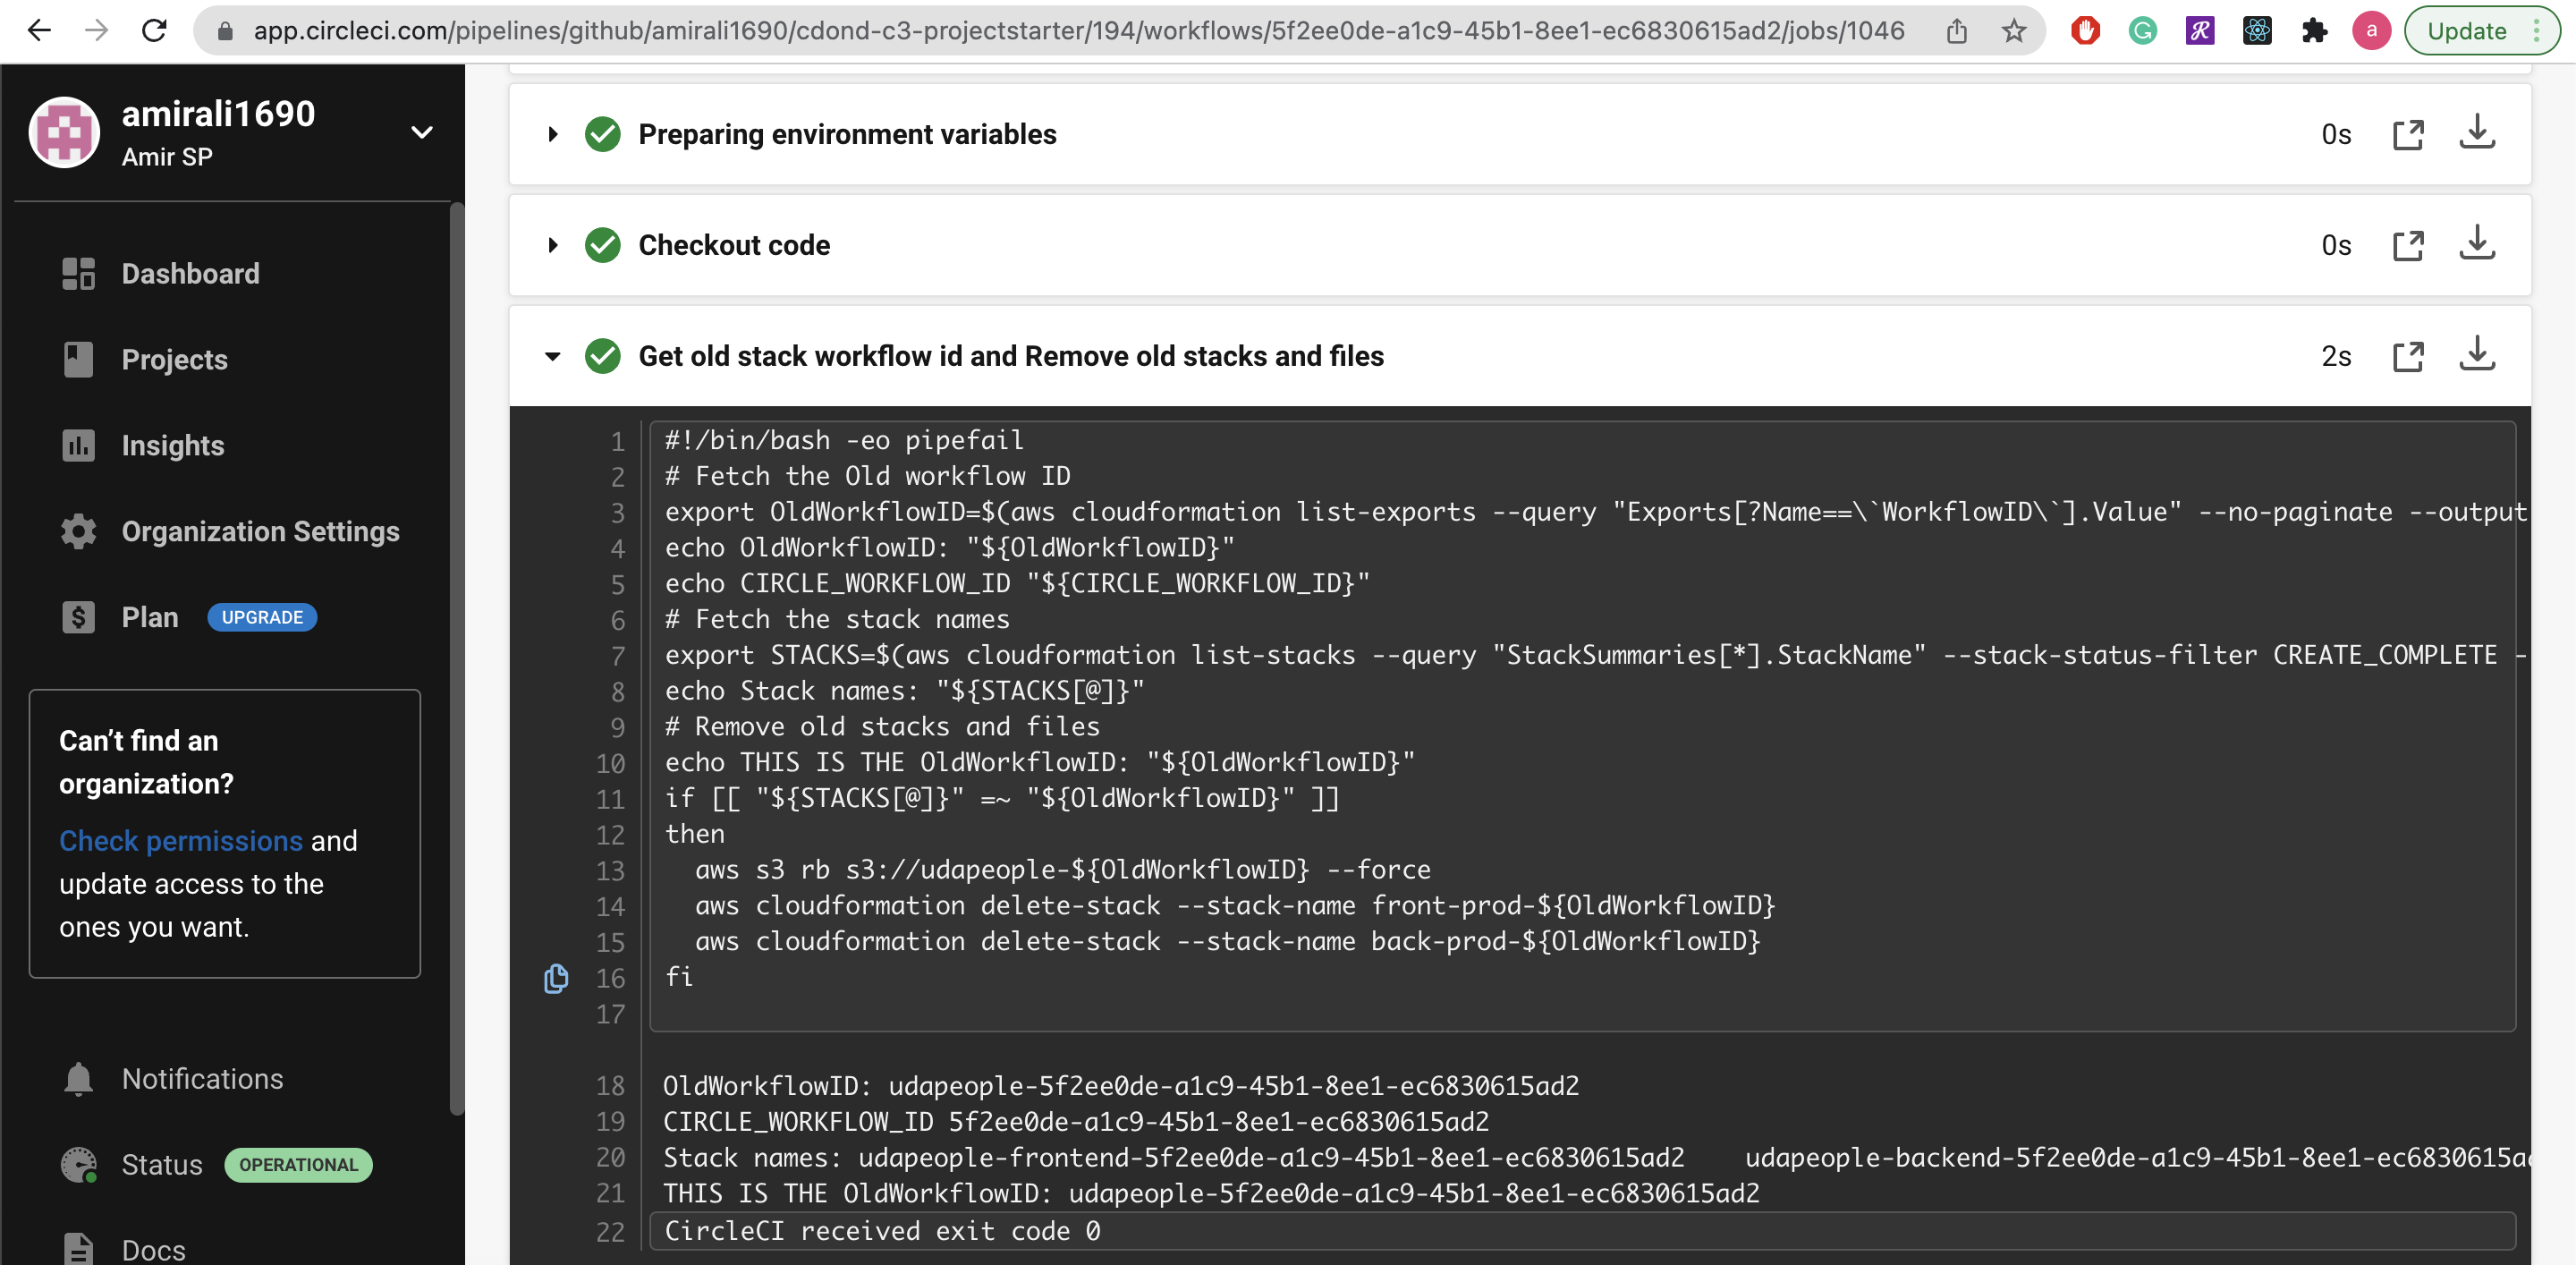 app.circleci.com/pipelines/github/amirali1690/cdond-c3-projectstarter/194/workflows/5f2ee0de-a1c9-45b1-8ee1-ec6830615ad2/jobs/1046
G
R
a
Update
amirali1690
Amir SP
Dashboard
Projects
Insights
Organization Settings
Plan UPGRADE
Can't find an
organization?
Check permissions and
update access to the
ones you want.
Notifications
Status OPERATIONAL
Docs
Preparing environment variables 0s
Checkout code 0s
Get old stack workflow id and Remove old stacks and files 2s
1 #!/bin/bash -eo pipefail
2 # Fetch the Old workflow ID
3 export OldWorkflowID=$(aws cloudformation list-exports --query "Exports[?Name==\`WorkflowID\`].Value" --no-paginate --output
4 echo OldWorkflowID: "${OldWorkflowID}"
5 echo CIRCLE_WORKFLOW_ID "${CIRCLE_WORKFLOW_ID}"
6 # Fetch the stack names
7 export STACKS=$(aws cloudformation list-stacks --query "StackSummaries[*].StackName" --stack-status-filter CREATE_COMPLETE -
8 echo Stack names: "${STACKS[@]}"
9 # Remove old stacks and files
10 echo THIS IS THE OldWorkflowID: "${OldWorkflowID}"
11 if [[ "${STACKS[@]}" =~ "${OldWorkflowID}" ]]
12 then
13 aws s3 rb s3://udapeople-${OldWorkflowID} --force
14 aws cloudformation delete-stack --stack-name front-prod-${OldWorkflowID}
15 aws cloudformation delete-stack --stack-name back-prod-${OldWorkflowID}
16 fi
17
18 OldWorkflowID: udapeople-5f2ee0de-a1c9-45b1-8ee1-ec6830615ad2
19 CIRCLE_WORKFLOW_ID 5f2ee0de-a1c9-45b1-8ee1-ec6830615ad2
20 Stack names: udapeople-frontend-5f2ee0de-a1c9-45b1-8ee1-ec6830615ad2 udapeople-backend-5f2ee0de-a1c9-45b1-8ee1-ec6830615a
21 THIS IS THE OldWorkflowID: udapeople-5f2ee0de-a1c9-45b1-8ee1-ec6830615ad2
22 CircleCI received exit code 0